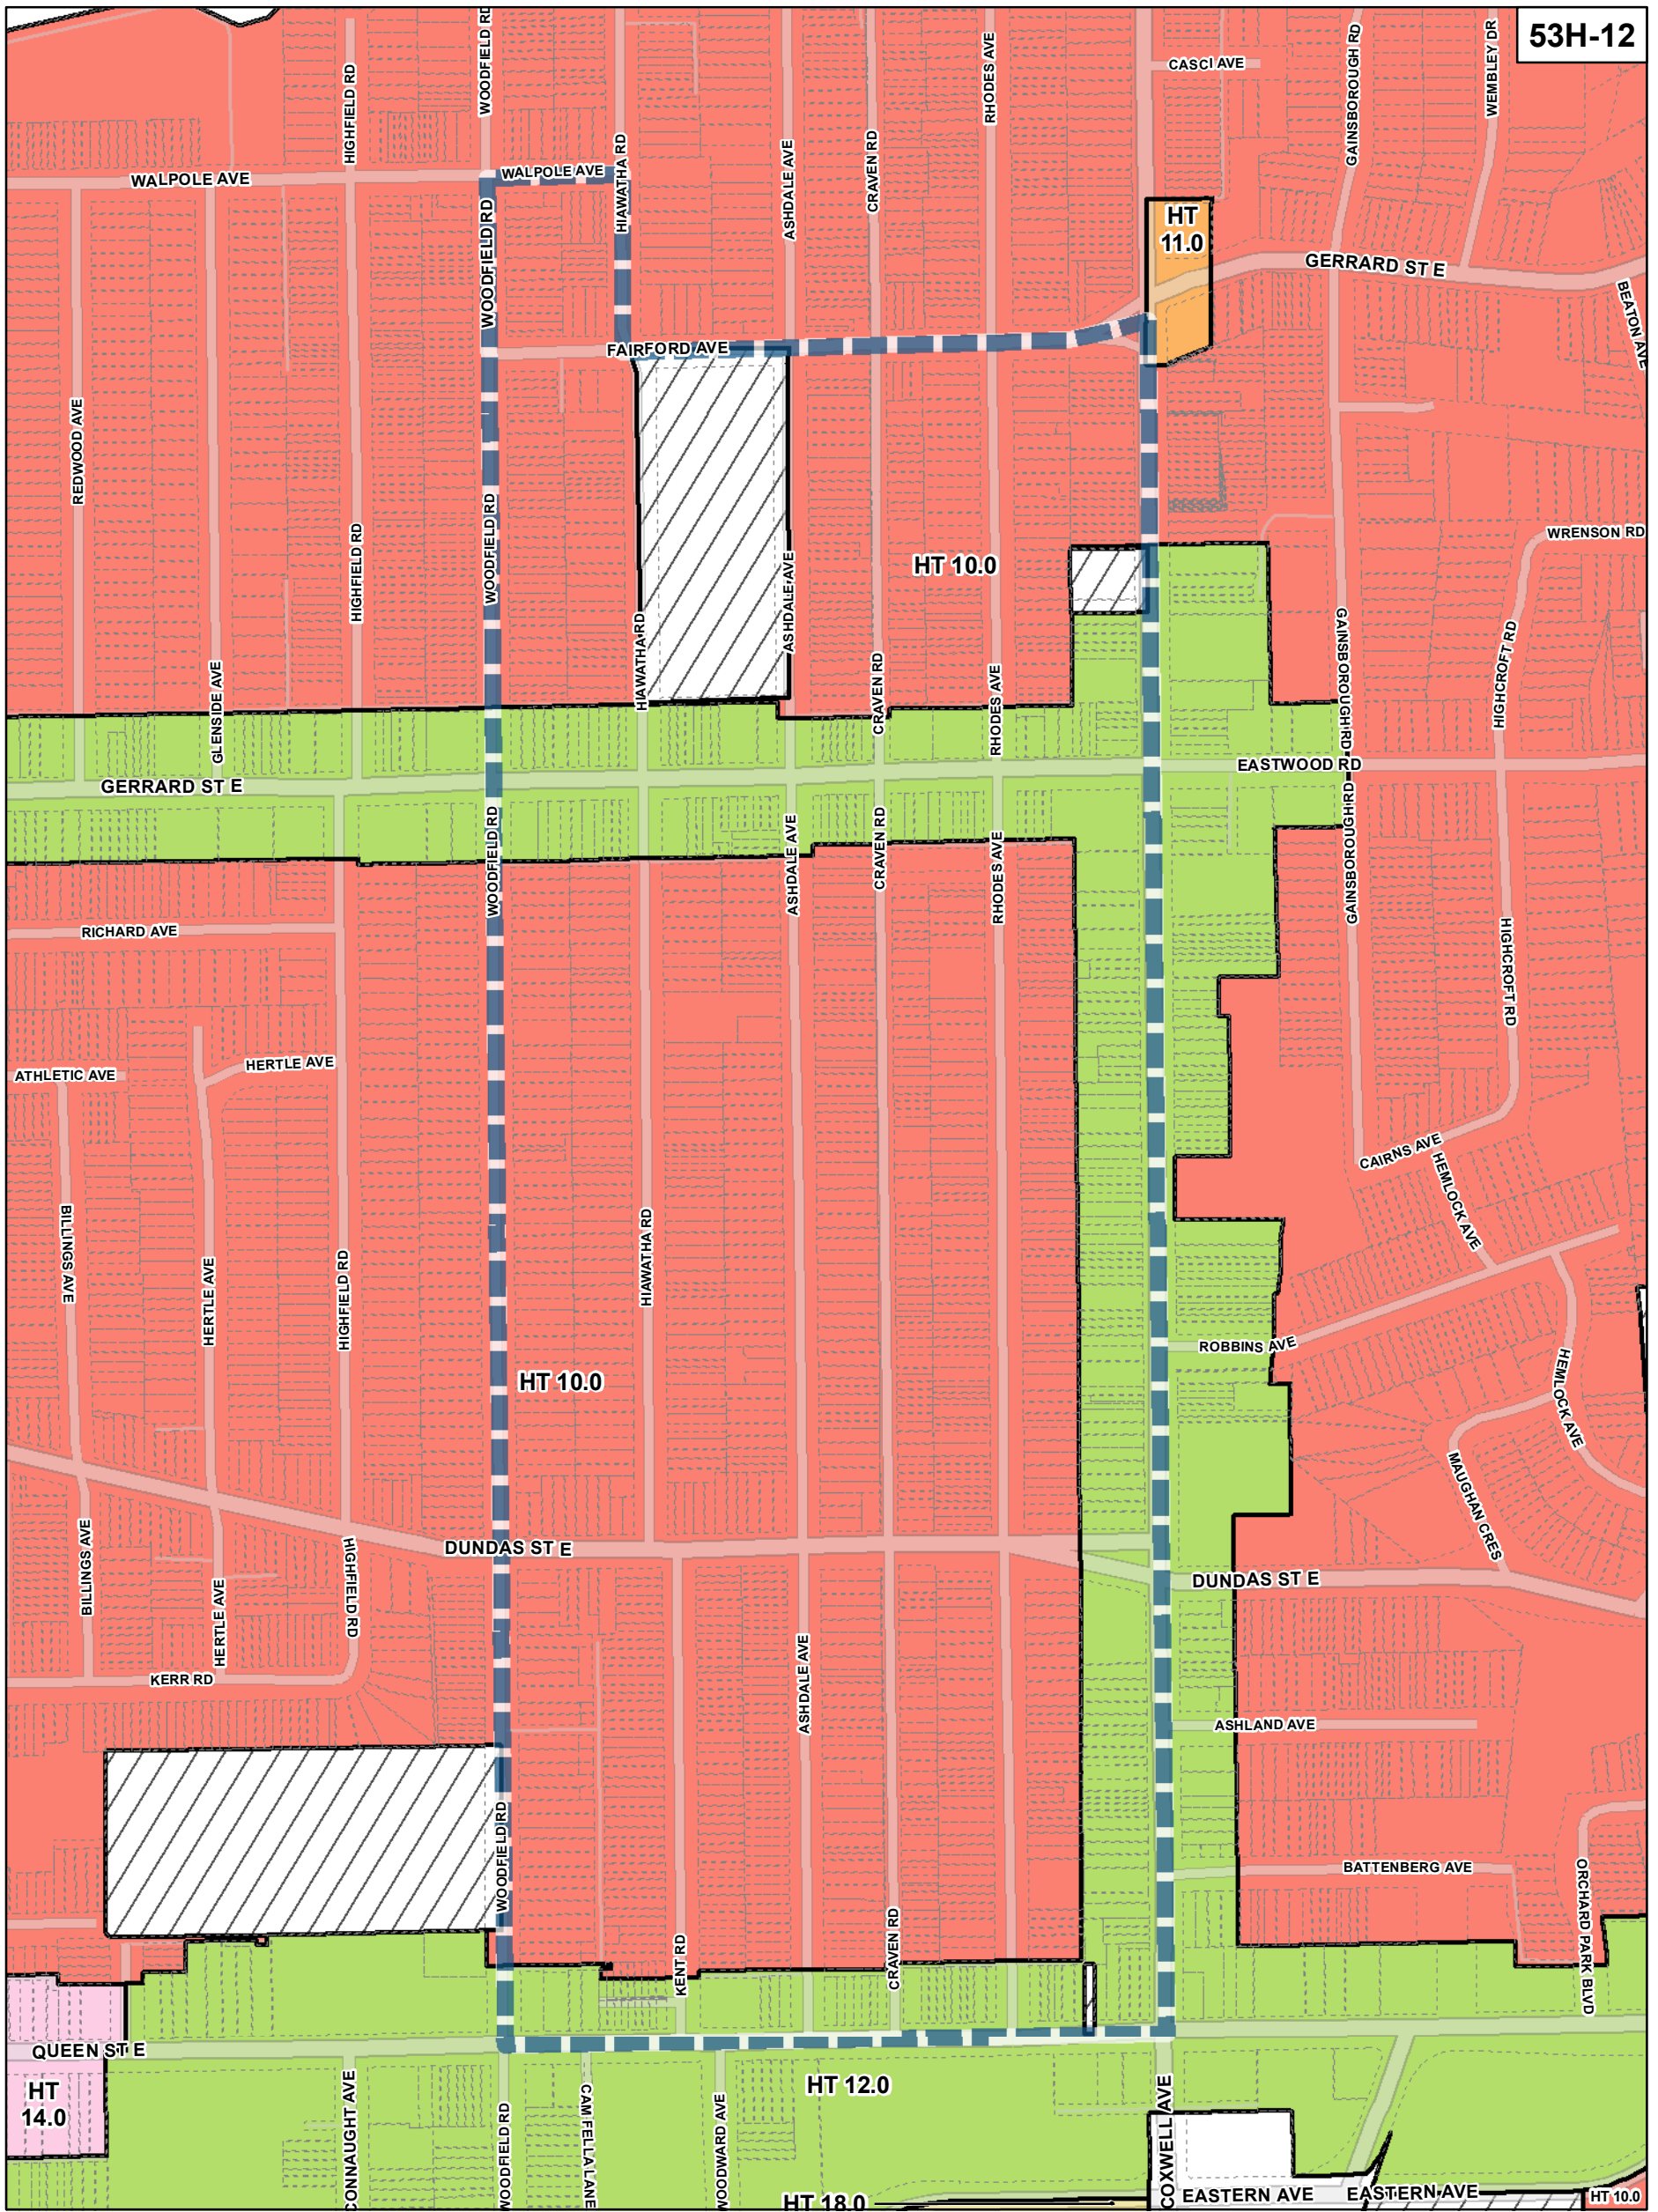 53H-12
WOODFIELD RD
HIGHFIELD RD
RHODES AVE
CASCI AVE
GAINSBOROUGH RD
WEMBLEY DR
WALPOLE AVE
WALPOLE AVE
HIAWATHA RD
ASHDALE AVE
CRAVEN RD
WOODFIELD RD
HT
11.0
GERRARD ST E
BEATON AVE
FAIRFORD AVE
REDWOOD AVE
HIGHFIELD RD
WOODFIELD RD
HT 10.0
WRENSON RD
ASHDALE AVE
HIAWATHA RD
GLENSIDE AVE
CRAVEN RD
RHODES AVE
GAINSBOROUGH RD
HIGHCROFT RD
GERRARD ST E
EASTWOOD RD
WOODFIELD RD
ASHDALE AVE
CRAVEN RD
RHODES AVE
GAINSBOROUGH RD
RICHARD AVE
HIGHCROFT RD
ATHLETIC AVE
HERTLE AVE
CAIRNS AVE
HEMLOCK AVE
BILLINGS AVE
HERTLE AVE
HIGHFIELD RD
HIAWATHA RD
ROBBINS AVE
HT 10.0
HEMLOCK AVE
MAUGHAN CRES
DUNDAS ST E
DUNDAS ST E
BILLINGS AVE
HERTLE AVE
HIGHFIELD RD
KERR RD
ASHDALE AVE
ASHLAND AVE
WOODFIELD RD
BATTENBERG AVE
ORCHARD PARK BLVD
KENT RD
CRAVEN RD
QUEEN ST E
HT
14.0
HT 12.0
CONNAUGHT AVE
WOODFIELD RD
CAM FELLA LANE
WOODWARD AVE
COXWELL AVE
HT 18.0
EASTERN AVE
EASTERN AVE
HT 10.0